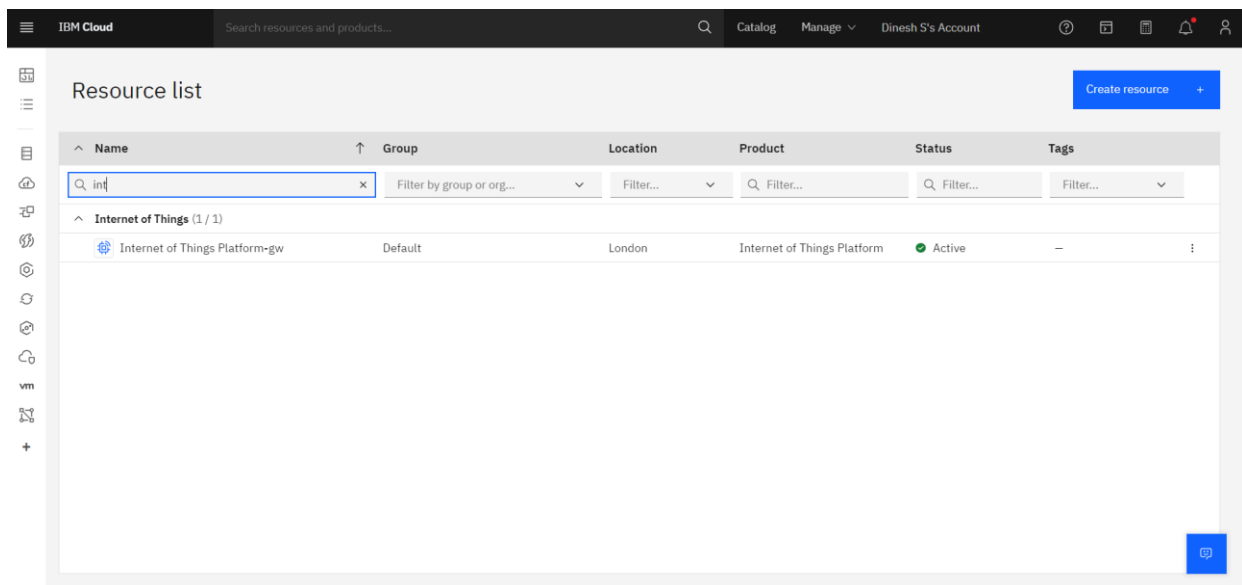 IBM Cloud Search resources and products... Catalog Manage Dinesh S's Account
Resource list
Create resource +
Name Group Location Product Status Tags
int Filter by group or org... Filter... Filter... Filter... Filter...
Internet of Things (1 / 1)
Internet of Things Platform-gw Default London Internet of Things Platform Active –
vm